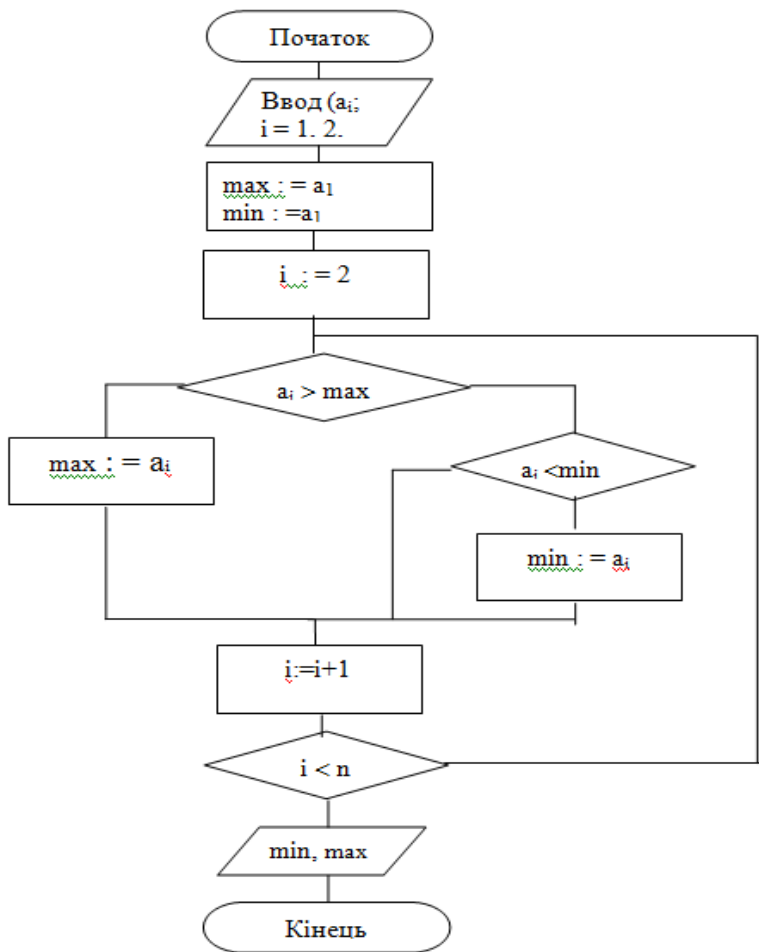 Початок
Ввод (aᵢ;
i = 1. 2.
max : = a₁
min : =a₁
i : = 2
aᵢ > max
max : = aᵢ
aᵢ <min
min : = aᵢ
i:=i+1
i < n
min, max
Кінець